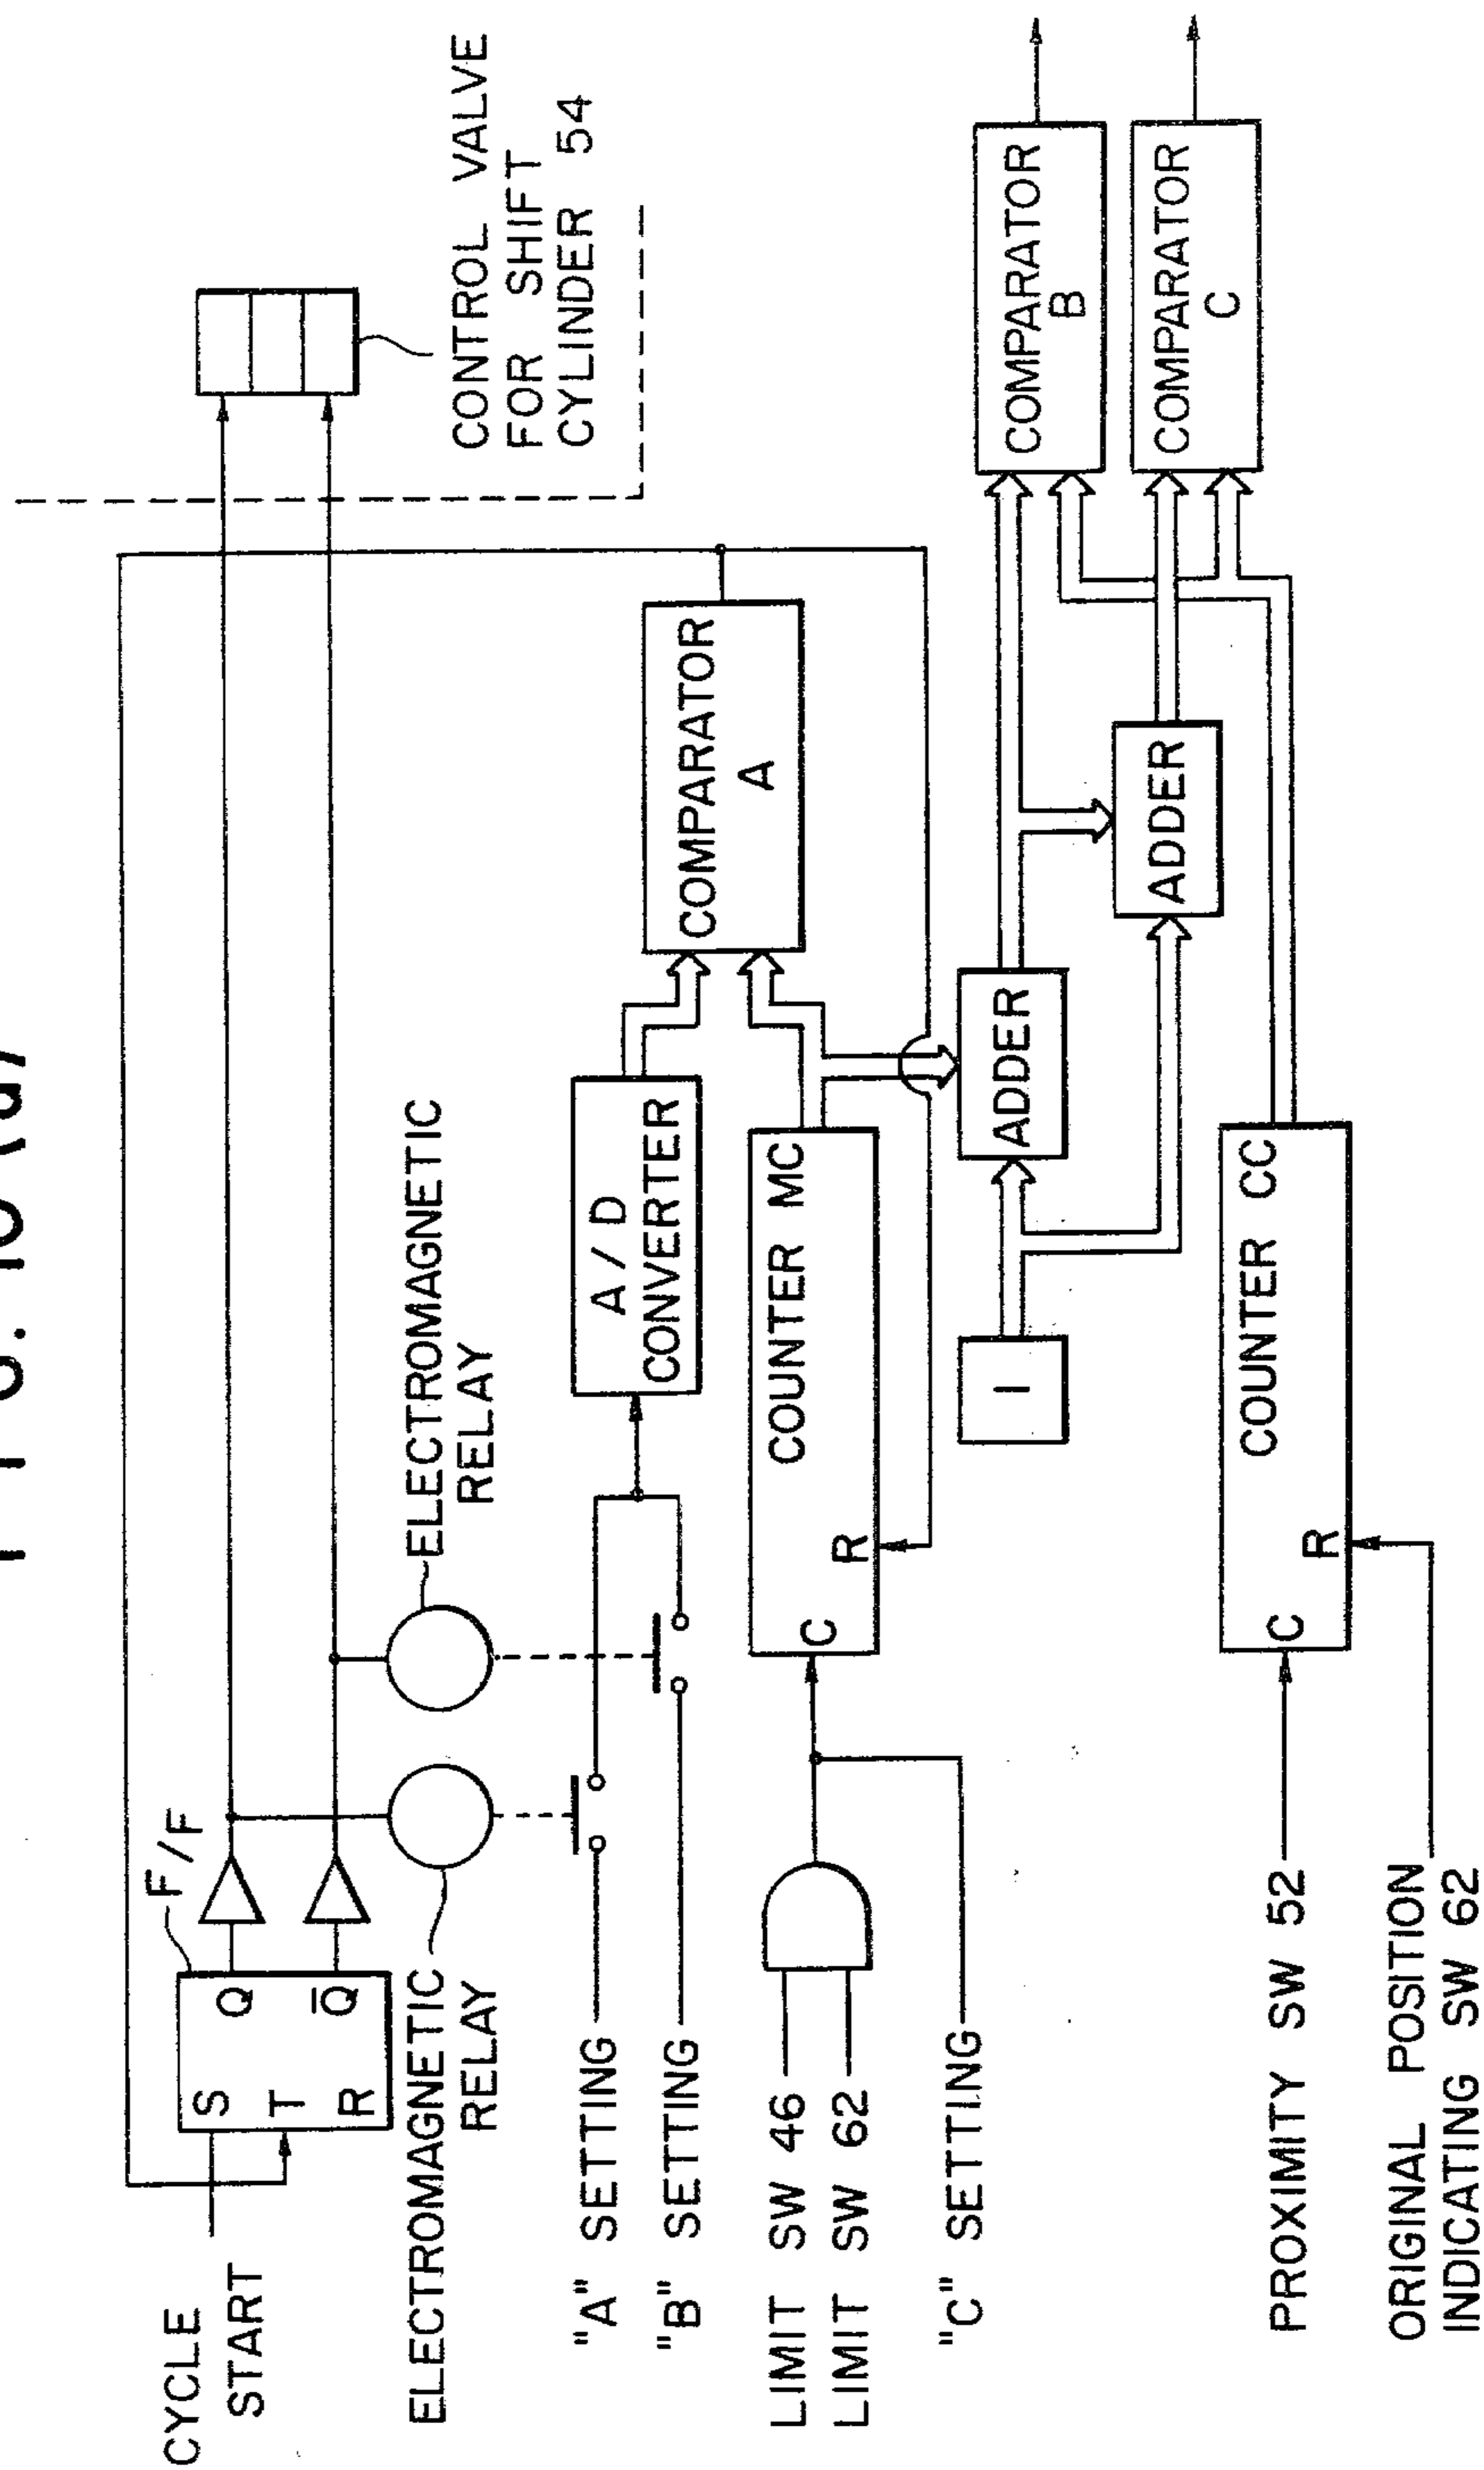 CYCLE
START
S
T
R
Q
Q̅
F/F
CONTROL VALVE
FOR SHIFT
CYLINDER 54
ELECTROMAGNETIC
RELAY
ELECTROMAGNETIC
RELAY
"A" SETTING
"B" SETTING
A/D
CONVERTER
COMPARATOR
A
LIMIT SW 46
LIMIT SW 62
"C" SETTING
C
R
COUNTER MC
I
ADDER
ADDER
COMPARATOR
B
COMPARATOR
C
PROXIMITY SW 52
ORIGINAL POSITION
INDICATING SW 62
C
R
COUNTER CC